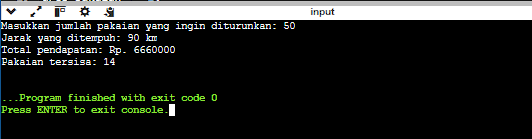 input
Masukkan jumlah pakaian yang ingin diturunkan: 50
Jarak yang ditempuh: 90 km
Total pendapatan: Rp. 6660000
Pakaian tersisa: 14
...Program finished with exit code 0
Press ENTER to exit console.